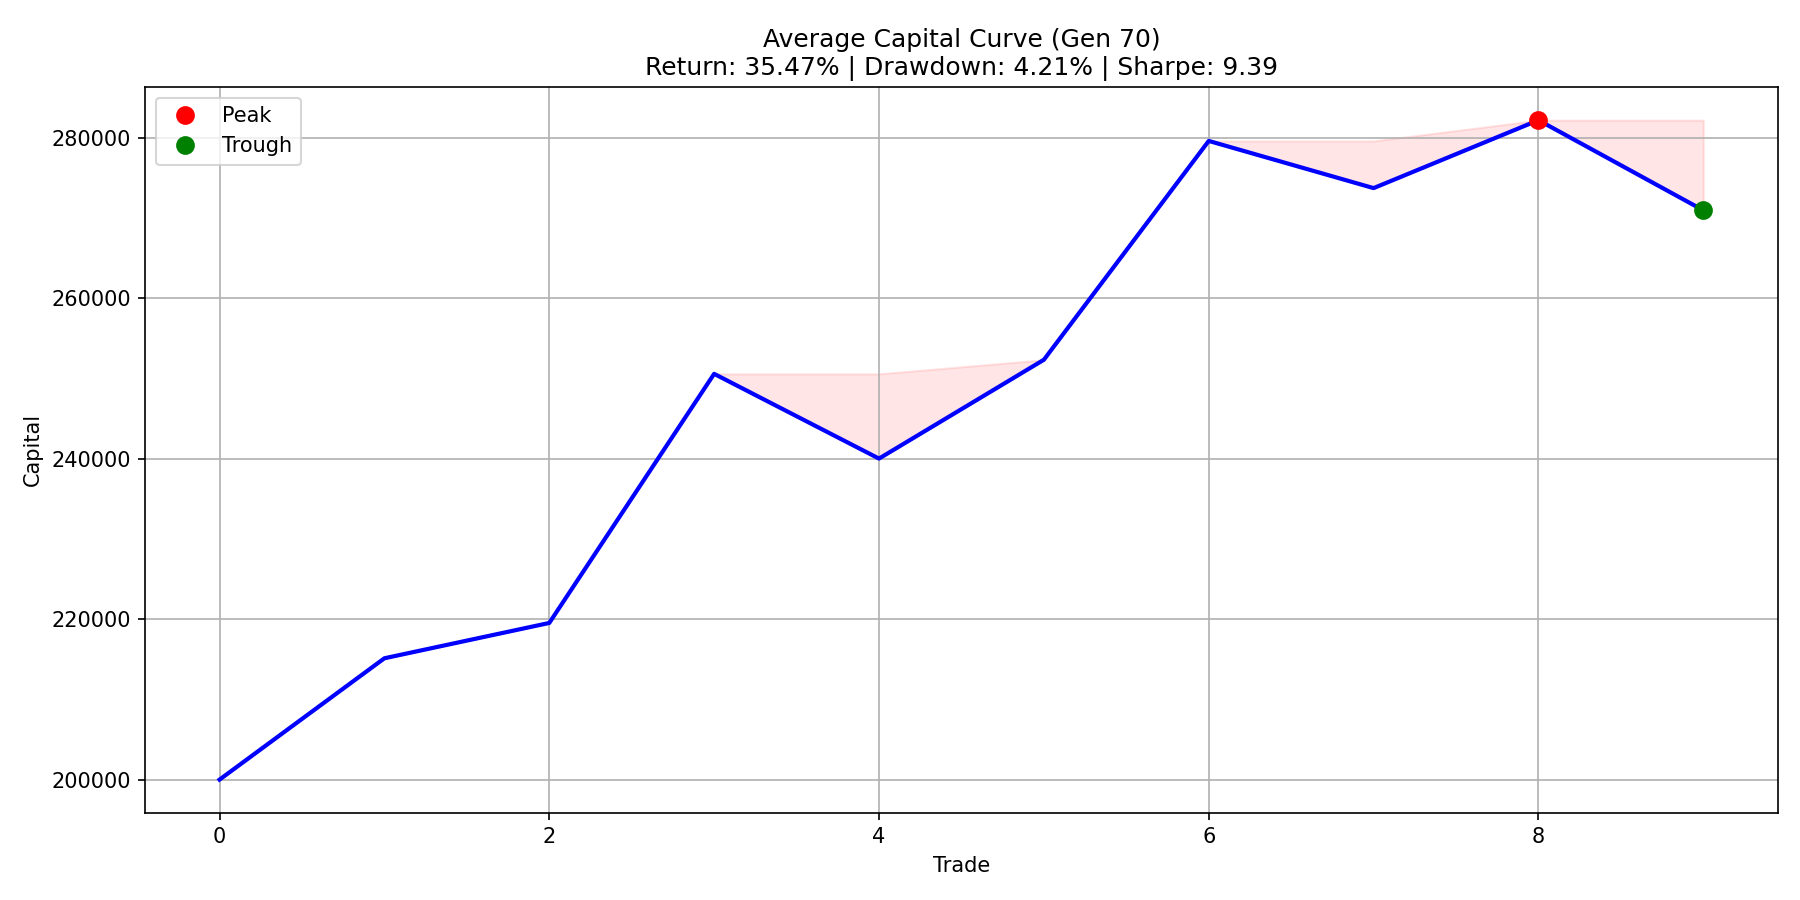 Average Capital Curve (Gen 70)
Return: 35.47% | Drawdown: 4.21% | Sharpe: 9.39
Peak
Trough
280000
260000
240000
220000
200000
Capital
0 2 4 6 8
Trade